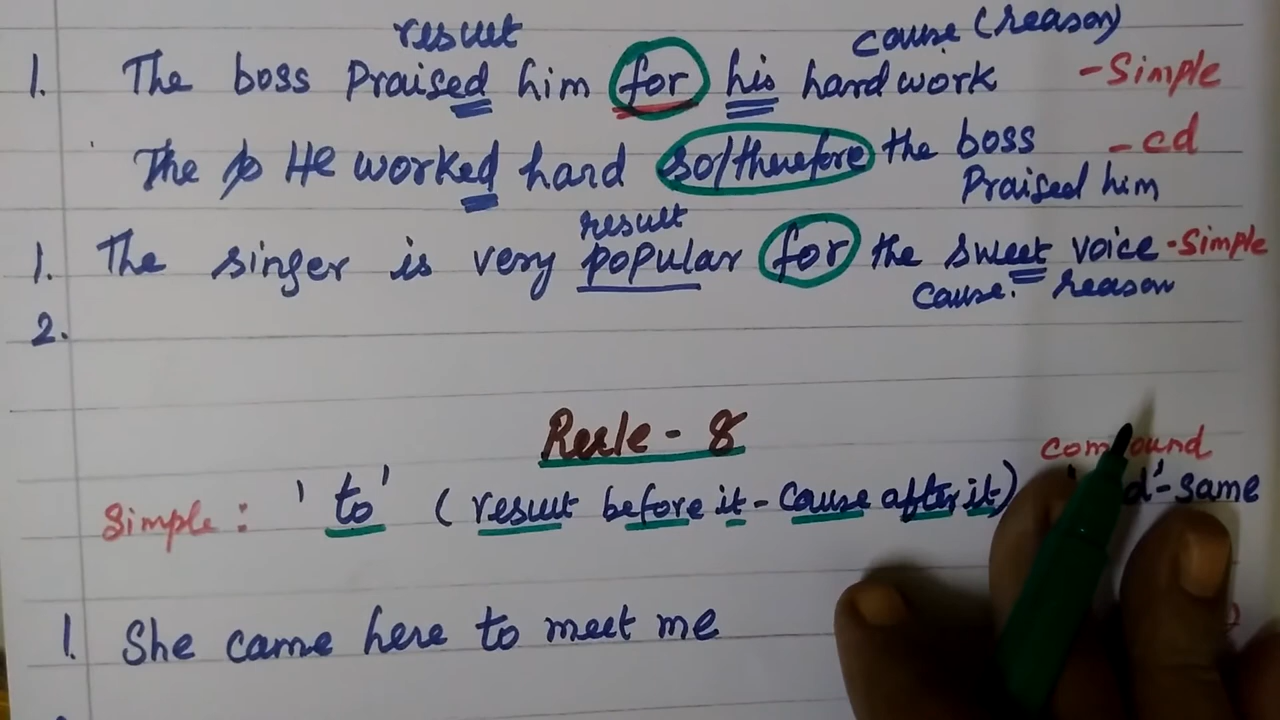 result cause (reason)
1. The boss Praised him for his hard work -Simple
The He worked hard so/therefore the boss -cd
Praised him
result
1. The singer is very popular for the sweet voice -Simple
cause. reason
2.
Rule - 8
compound
Simple: 'to' (result before it - cause after it) -same
1. She came here to meet me